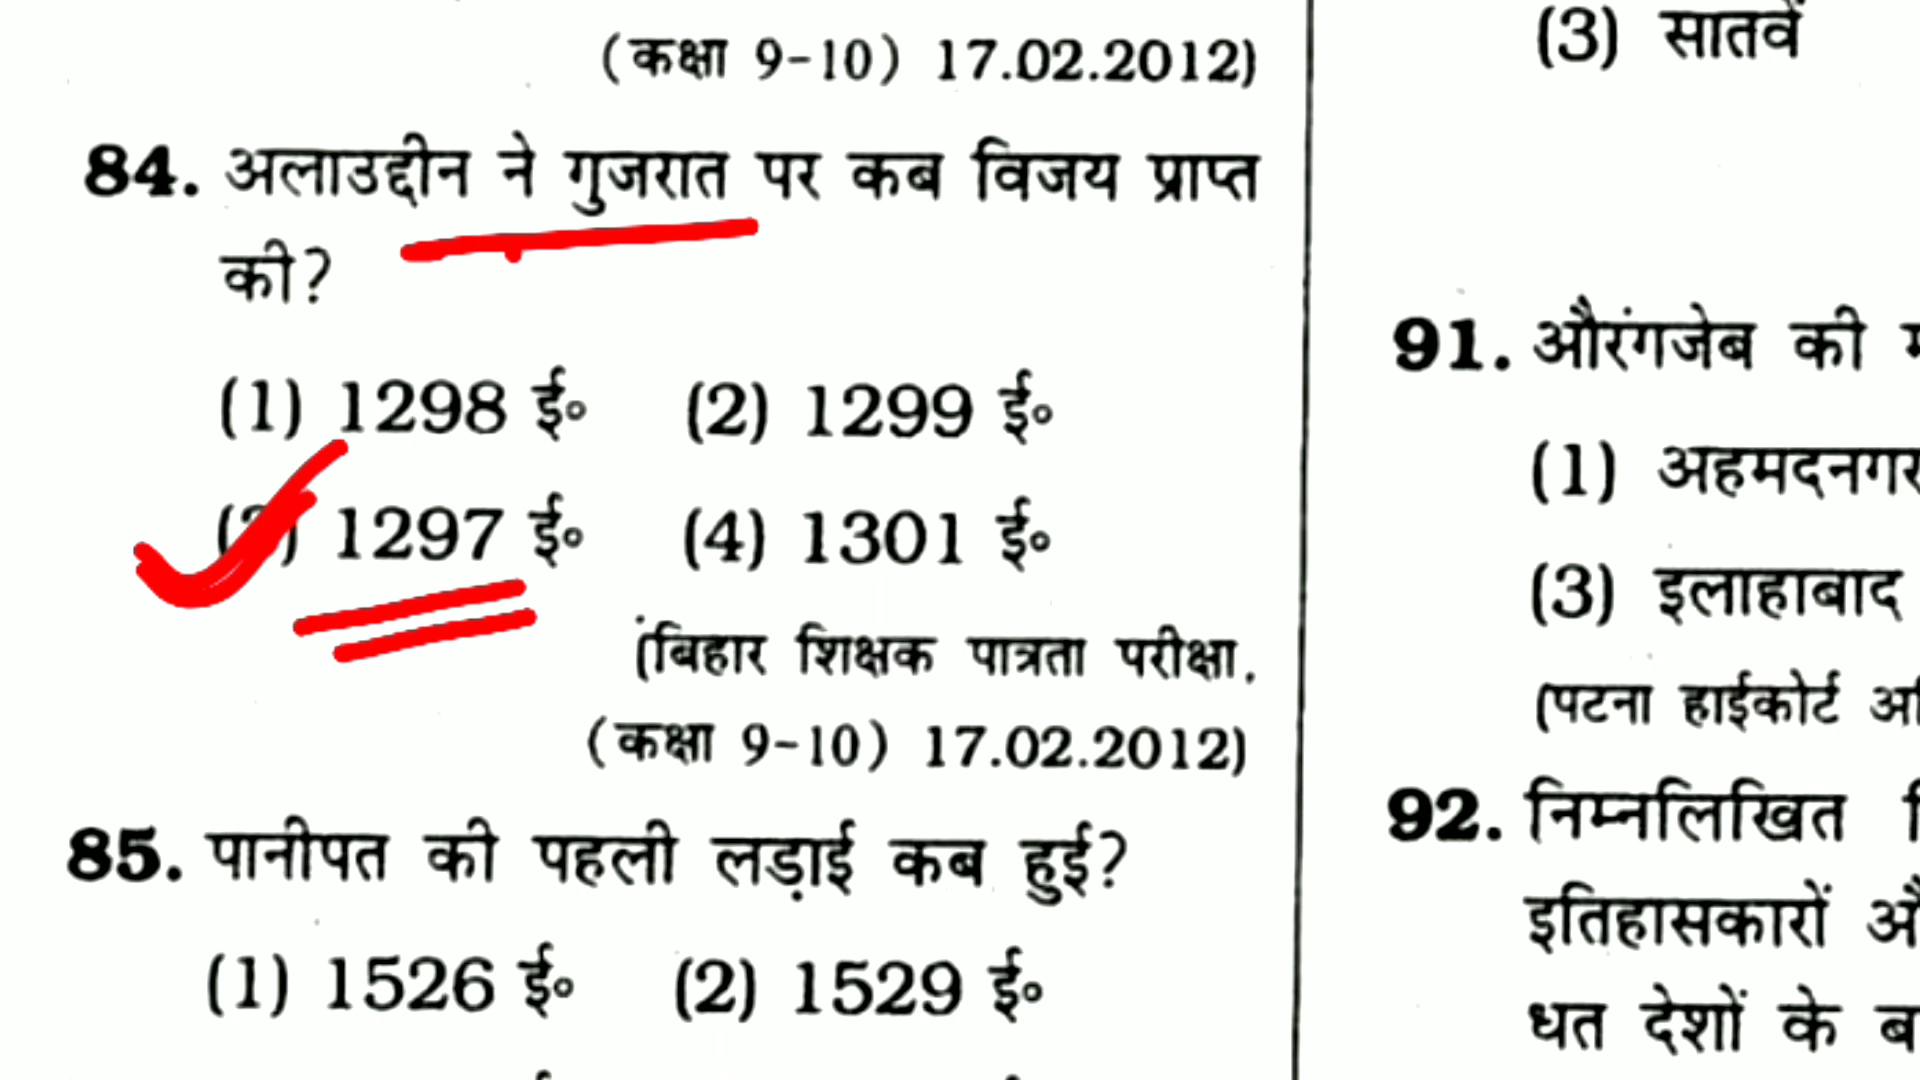 (कक्षा 9-10) 17.02.2012)
84. अलाउद्दीन ने गुजरात पर कब विजय प्राप्त
की?
(1) 1298 ई॰ (2) 1299 ई॰
(3) 1297 ई॰ (4) 1301 ई॰
(बिहार शिक्षक पात्रता परीक्षा.
(कक्षा 9-10) 17.02.2012)
85. पानीपत की पहली लड़ाई कब हुई?
(1) 1526 ई॰ (2) 1529 ई॰
(3) सातवें
91. औरंगजेब की
(1) अहमदनगर
(3) इलाहाबाद
(पटना हाईकोर्ट
92. निम्नलिखित
इतिहासकारों
धत देशों के